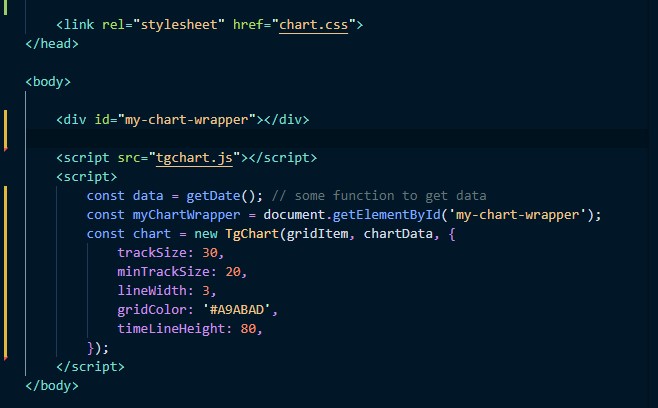 <link rel="stylesheet" href="chart.css">
</head>
<body>
<div id="my-chart-wrapper"></div>
<script src="tgchart.js"></script>
<script>
const data = getDate(); // some function to get data
const myChartWrapper = document.getElementById('my-chart-wrapper');
const chart = new TgChart(gridItem, chartData, {
trackSize: 30,
minTrackSize: 20,
lineWidth: 3,
gridColor: '#A9ABAD',
timeLineHeight: 80,
});
</script>
</body>